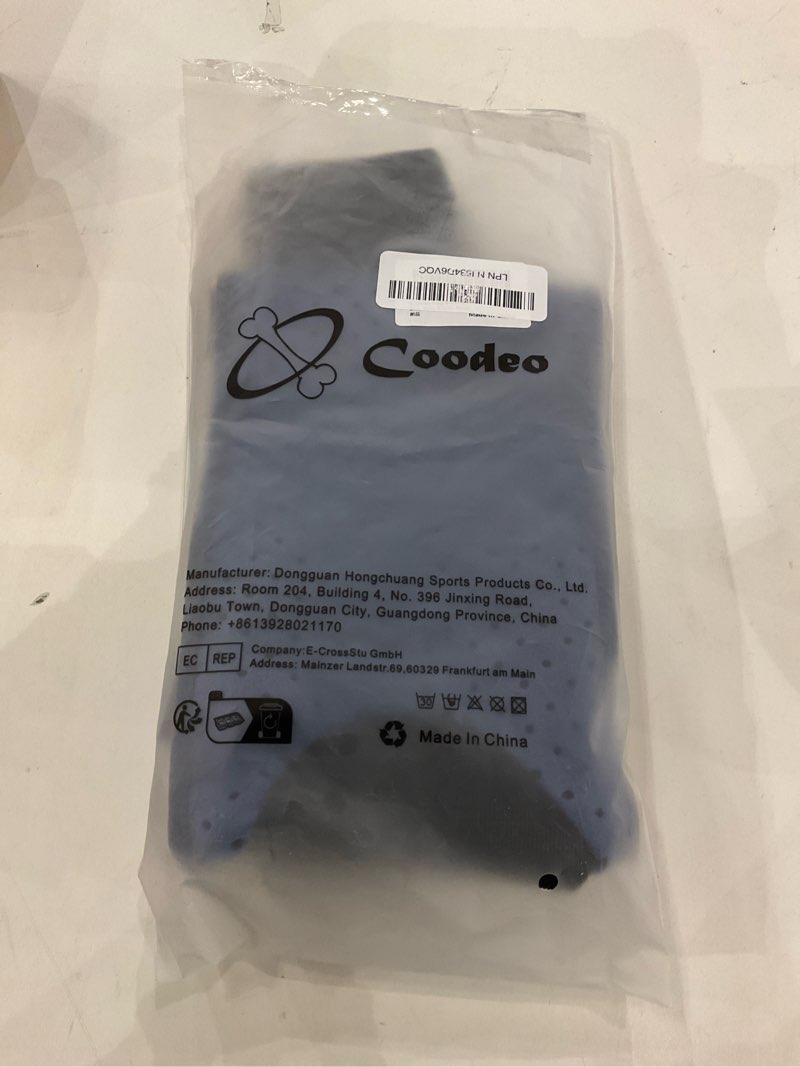 Coodeo
Manufacturer: Dongguan Hongchuang Sports Products Co., Ltd.
Address: Room 204, Building 4, No. 396 Jinxing Road,
Liaobu Town, Dongguan City, Guangdong Province, China
Phone: +8613928021170
EC REP
Company:E-CrossStu GmbH
Address: Mainzer Landstr.69,60329 Frankfurt am Main
30
Made In China